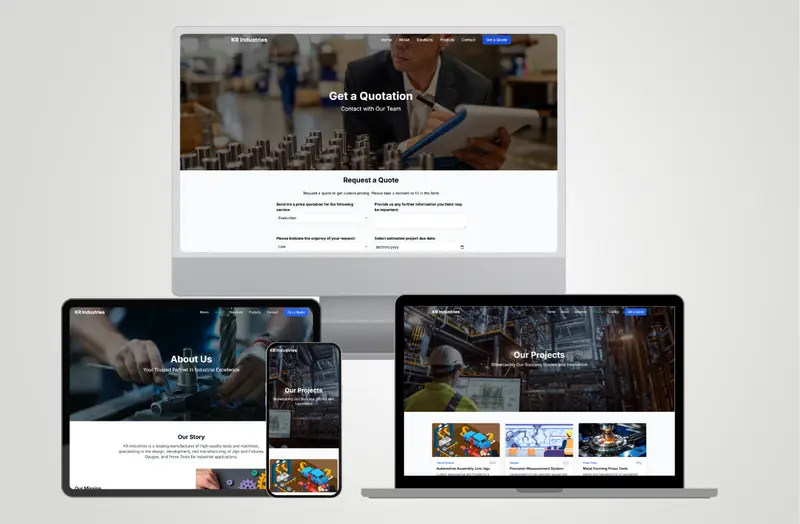 KR Industries
Home About Solutions Projects Contact Get a Quote
Get a Quotation
Contact with Our Team
Request a Quote
Request a quote to get custom pricing. Please take a moment to fill in the form
Send me a price quotation for the following
service:
Evaluation
Provide us any further information you think may
be important:
Please indicate the urgency of your request:
Low
Select estimated project due date:
dd/mm/yyyy
KR Industries
Projects Contact Get a Quote
About Us
Your Trusted Partner in Industrial Excellence
Our Story
KR Industries is a leading manufacturer of high-quality tools and machines,
specializing in the design, development, and manufacturing of Jigs and Fixtures,
Gauges, and Press Tools for industrial applications.
Our Mission
KR Industries
Our Projects
Showcasing Our Success Stories and
Innovation
KR Industries
Home About Contact Get a Quote
Our Projects
Showcasing Our Success Stories and Innovation
Automotive Assembly Line Jigs
Precision Measurement System
Metal Forming Press Tools